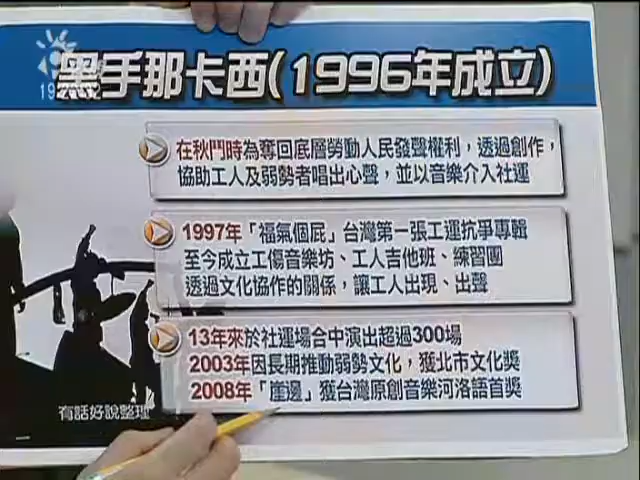 黑手那卡西(1996年成立)
在秋鬥時為奪回底層勞動人民發聲權利，透過創作，
協助工人及弱勢者唱出心聲，並以音樂介入社運
1997年「福氣個屁」台灣第一張工運抗爭專輯
至今成立工傷音樂坊、工人吉他班、練習團
透過文化協作的關係，讓工人出現、出聲
13年來於社運場合中演出超過300場
2003年因長期推動弱勢文化，獲北市文化獎
2008年「崖邊」獲台灣原創音樂河洛語首獎
有話好說整理